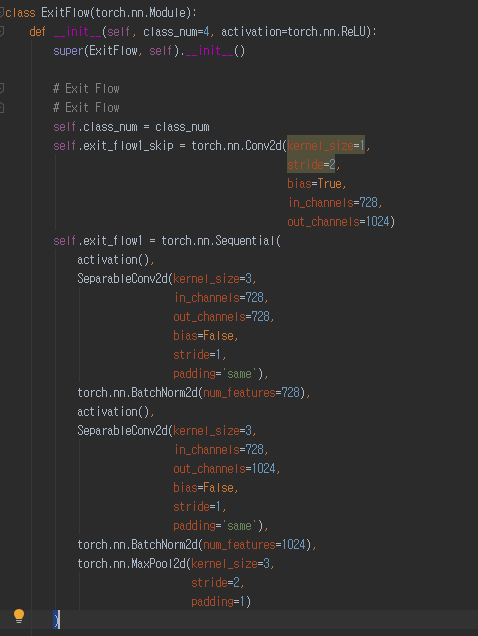 class ExitFlow(torch.nn.Module):
    def __init__(self, class_num=4, activation=torch.nn.ReLU):
        super(ExitFlow, self).__init__()

        # Exit Flow
        # Exit Flow
        self.class_num = class_num
        self.exit_flow1_skip = torch.nn.Conv2d(kernel_size=1,
                                               stride=2,
                                               bias=True,
                                               in_channels=728,
                                               out_channels=1024)
        self.exit_flow1 = torch.nn.Sequential(
            activation(),
            SeparableConv2d(kernel_size=3,
                            in_channels=728,
                            out_channels=728,
                            bias=False,
                            stride=1,
                            padding='same'),
            torch.nn.BatchNorm2d(num_features=728),
            activation(),
            SeparableConv2d(kernel_size=3,
                            in_channels=728,
                            out_channels=1024,
                            bias=False,
                            stride=1,
                            padding='same'),
            torch.nn.BatchNorm2d(num_features=1024),
            torch.nn.MaxPool2d(kernel_size=3,
                               stride=2,
                               padding=1)
        )